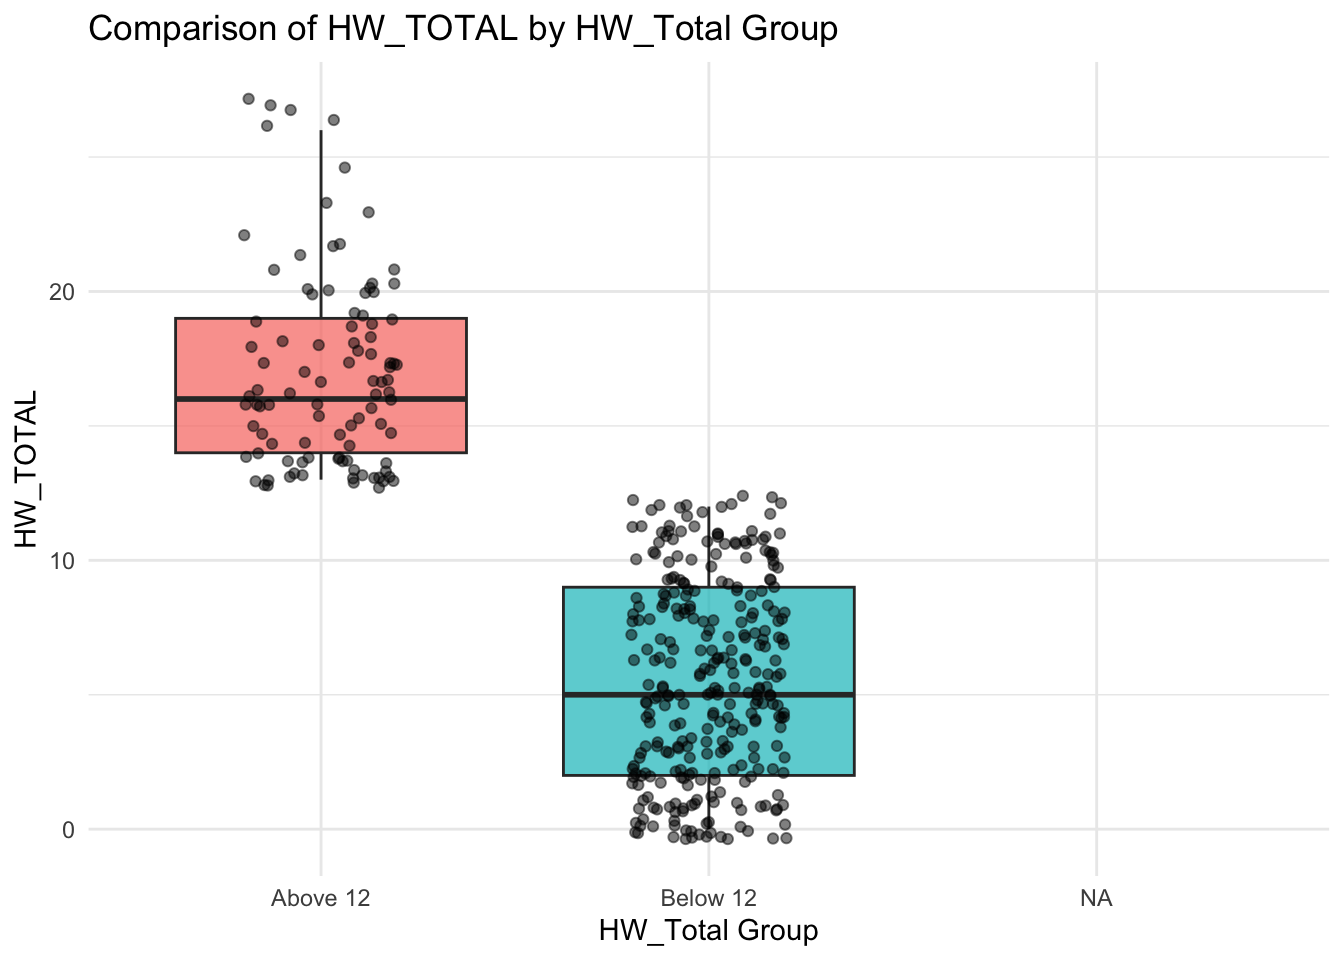 Comparison of HW_TOTAL by HW_Total Group
HW_TOTAL
20
10
0
Above 12
Below 12
NA
HW_Total Group